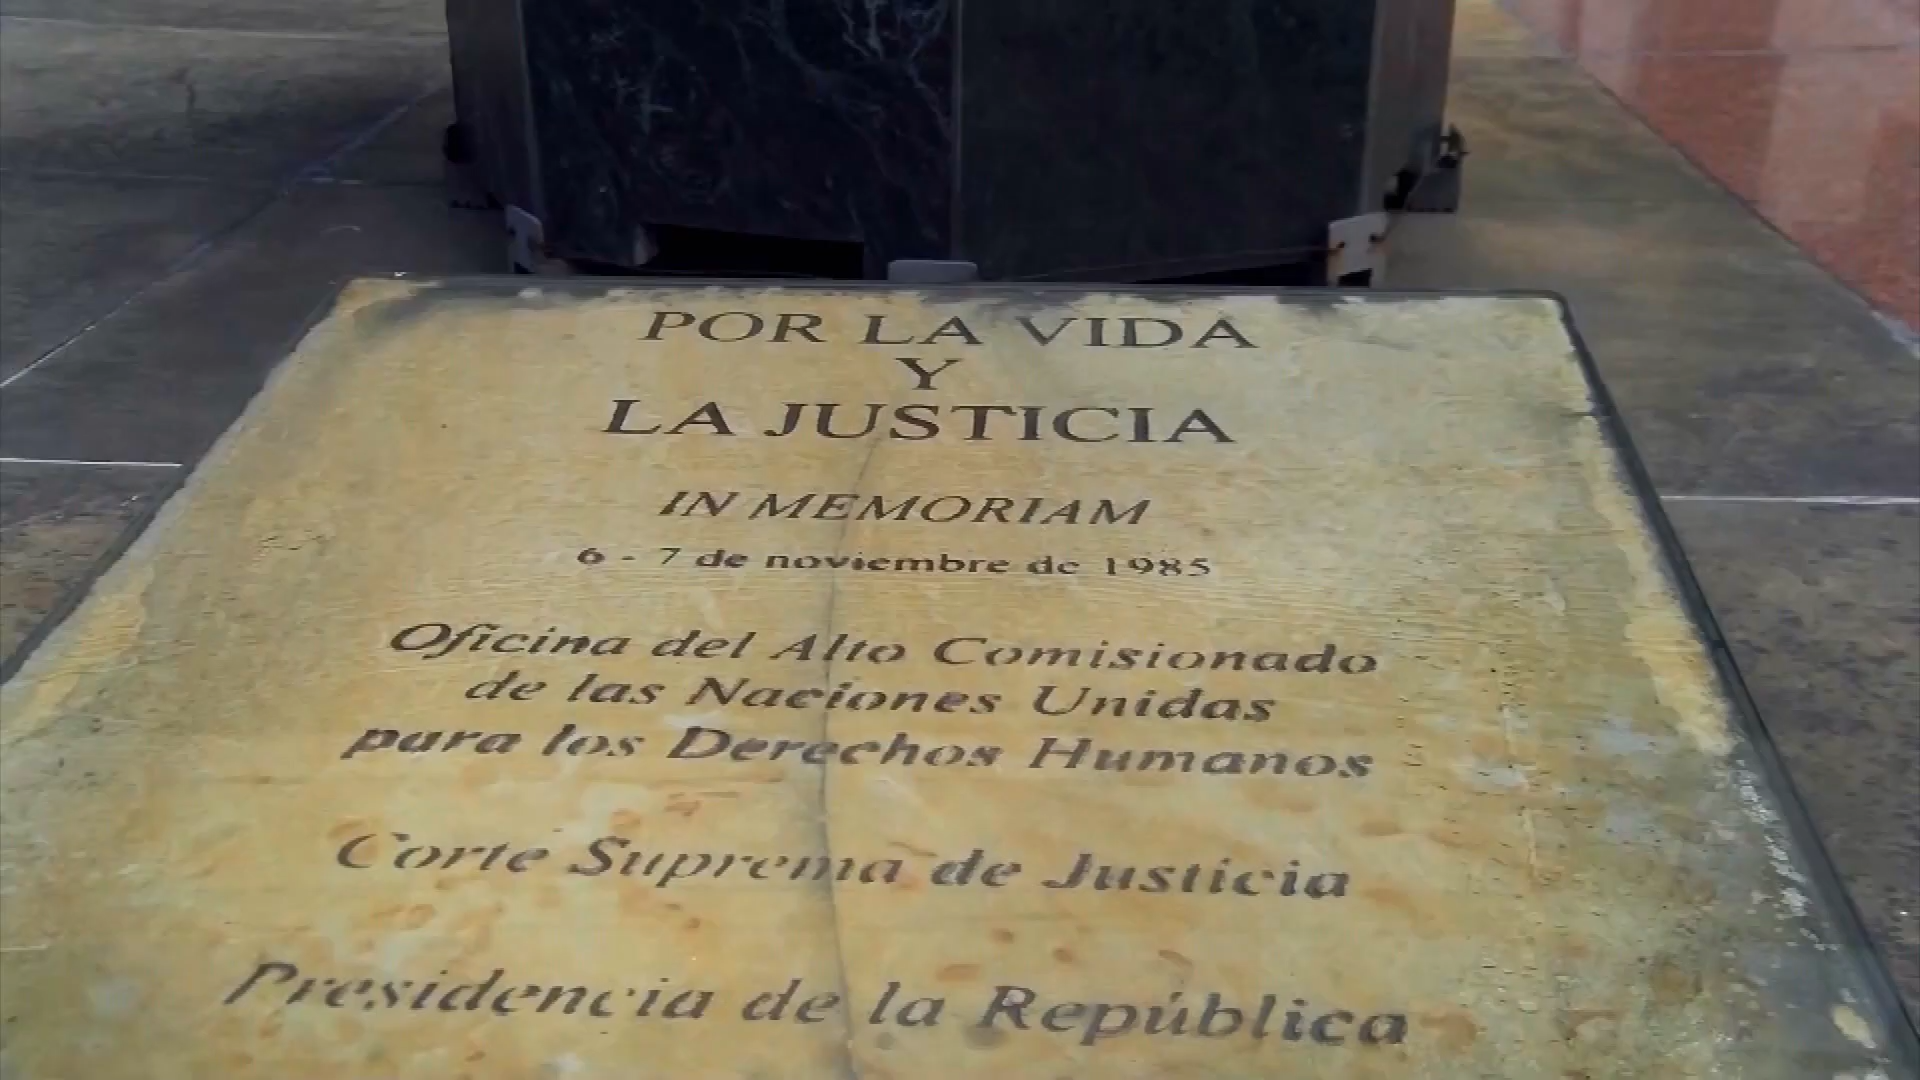 POR LA VIDA
Y
LA JUSTICIA
IN MEMORIAM
6 - 7 de noviembre de 1985
Oficina del Alto Comisionado
de las Naciones Unidas
para los Derechos Humanos
Corte Suprema de Justicia
Presidencia de la República